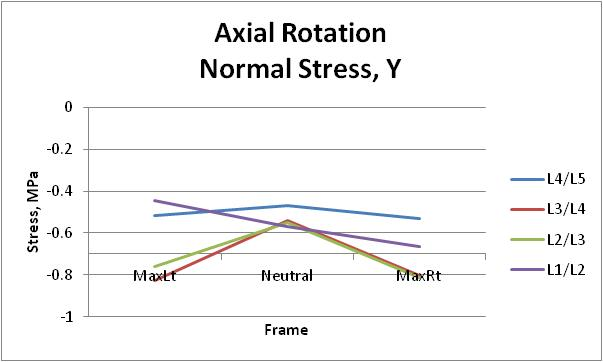 Axial Rotation
Normal Stress, Y
0
-0.2
-0.4
-0.6
-0.8
-1
Stress, MPa
MaxLt Neutral MaxRt
Frame
L4/L5
L3/L4
L2/L3
L1/L2